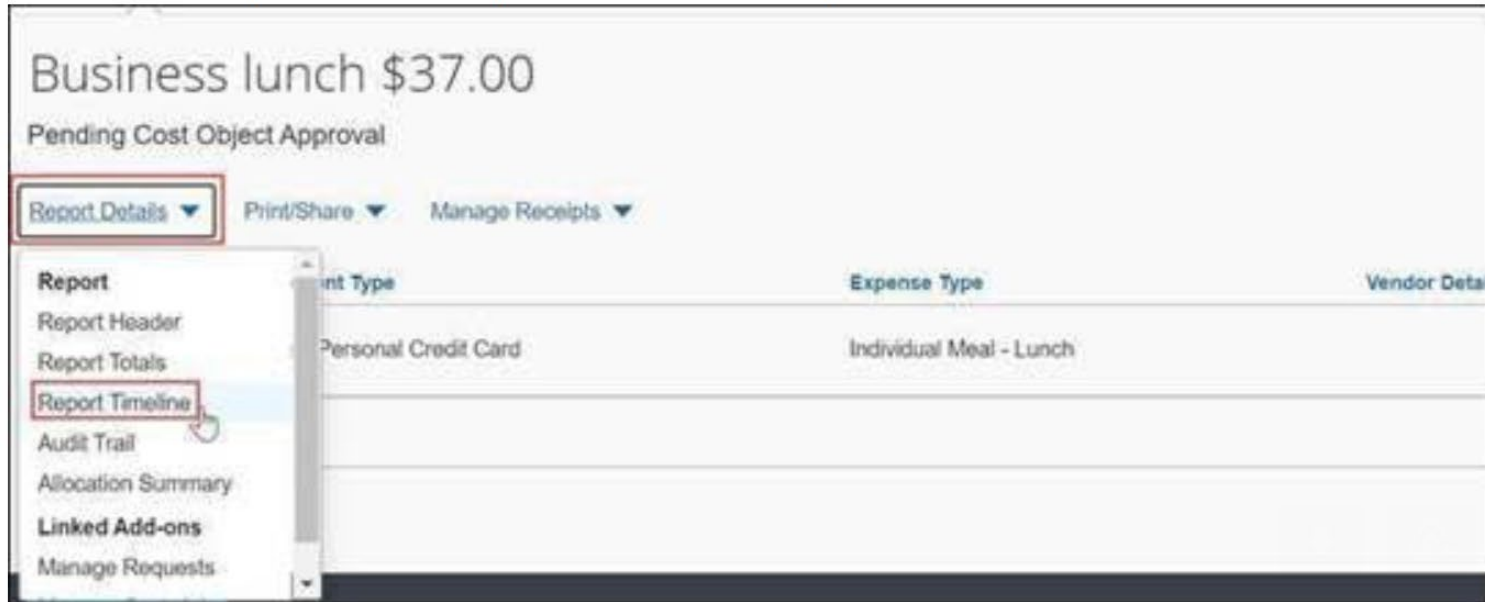 Business lunch $37.00
Pending Cost Object Approval
Report Details Print/Share Manage Receipts
Report
nt Type Expense Type Vendor Deta
Report Header
Personal Credit Card Individual Meal - Lunch
Report Totals
Report Timeline
Audit Trail
Allocation Summary
Linked Add-ons
Manage Requests